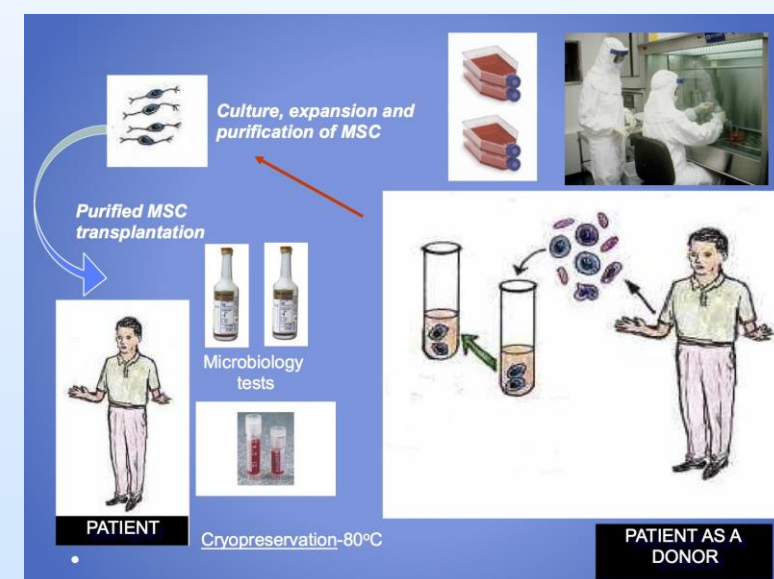 Culture, expansion and
purification of MSC
Purified MSC
transplantation
Microbiology
tests
PATIENT
Cryopreservation-80°C
PATIENT AS A
DONOR